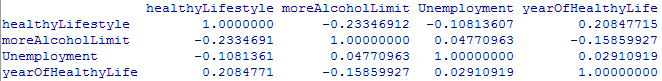 healthyLifestyle moreAlcoholLimit Unemployment yearOfHealthyLife
healthyLifestyle 1.0000000 -0.23346912 -0.10813607 0.20847715
moreAlcoholLimit -0.2334691 1.00000000 0.04770963 -0.15859927
Unemployment -0.1081361 0.04770963 1.00000000 0.02910919
yearOfHealthyLife 0.2084771 -0.15859927 0.02910919 1.00000000